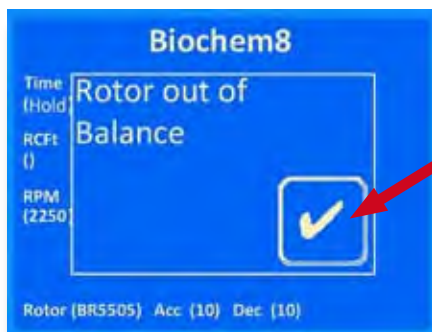 Biochem8
Time
(Hold)
Rotor out of
Balance
RCFt
()
RPM
(2250)
Rotor (BR5505) Acc (10) Dec (10)